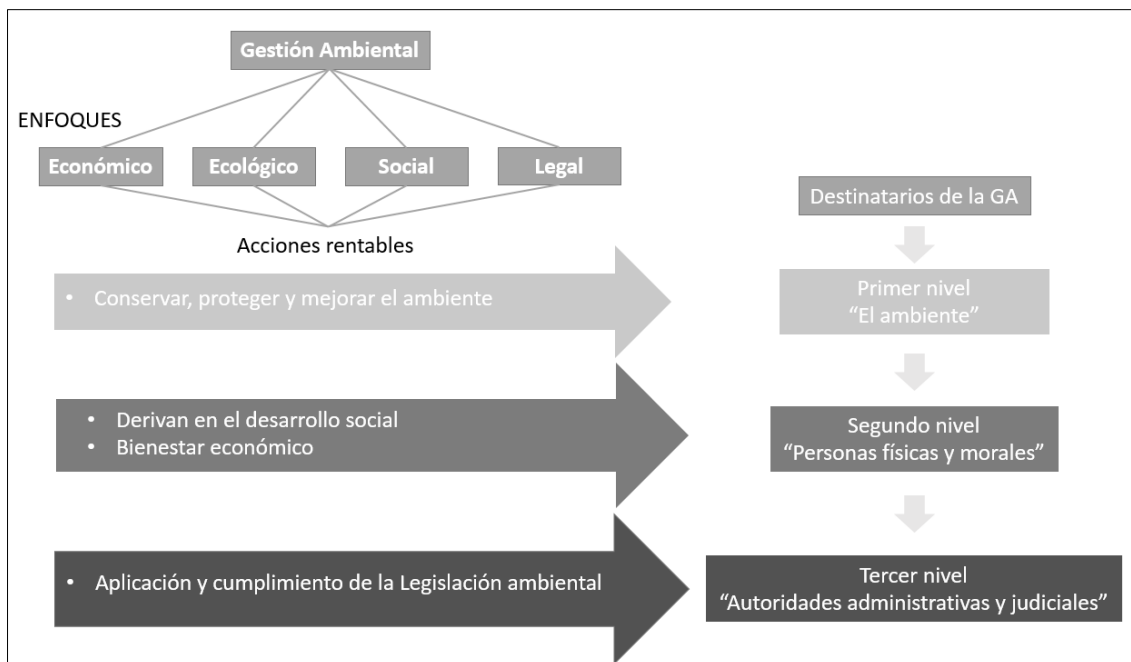 Gestión Ambiental
ENFOQUES
Económico
Ecológico
Social
Legal
Acciones rentables
Destinatarios de la GA
• Conservar, proteger y mejorar el ambiente
Primer nivel
“El ambiente”
• Derivan en el desarrollo social
• Bienestar económico
Segundo nivel
“Personas físicas y morales”
• Aplicación y cumplimiento de la Legislación ambiental
Tercer nivel
“Autoridades administrativas y judiciales”